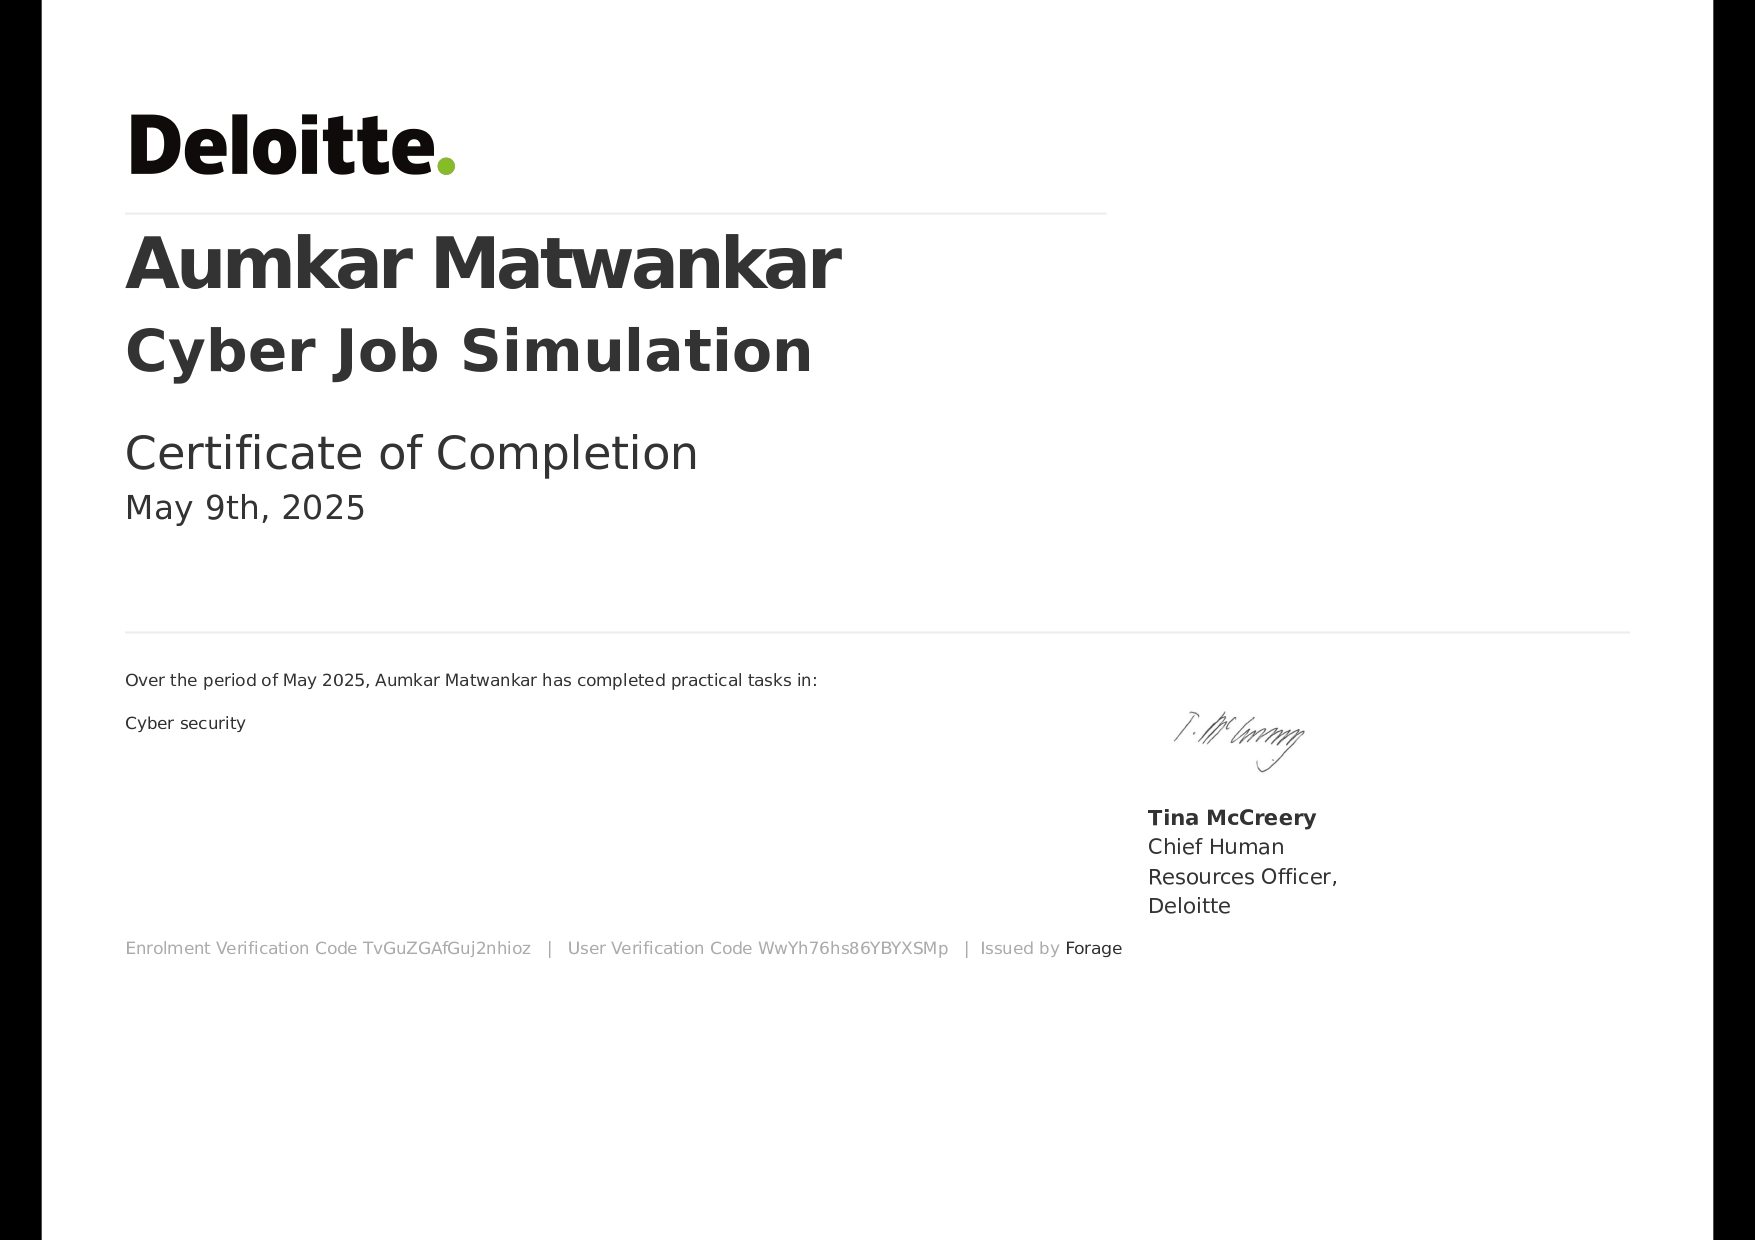 Deloitte.
Aumkar Matwankar
Cyber Job Simulation
Certificate of Completion
May 9th, 2025
Over the period of May 2025, Aumkar Matwankar has completed practical tasks in:
Cyber security
T. McCreery
Tina McCreery
Chief Human
Resources Officer,
Deloitte
Enrolment Verification Code TvGuZGAfGuj2nhioz | User Verification Code WwYh76hs86YBYXSMp | Issued by Forage